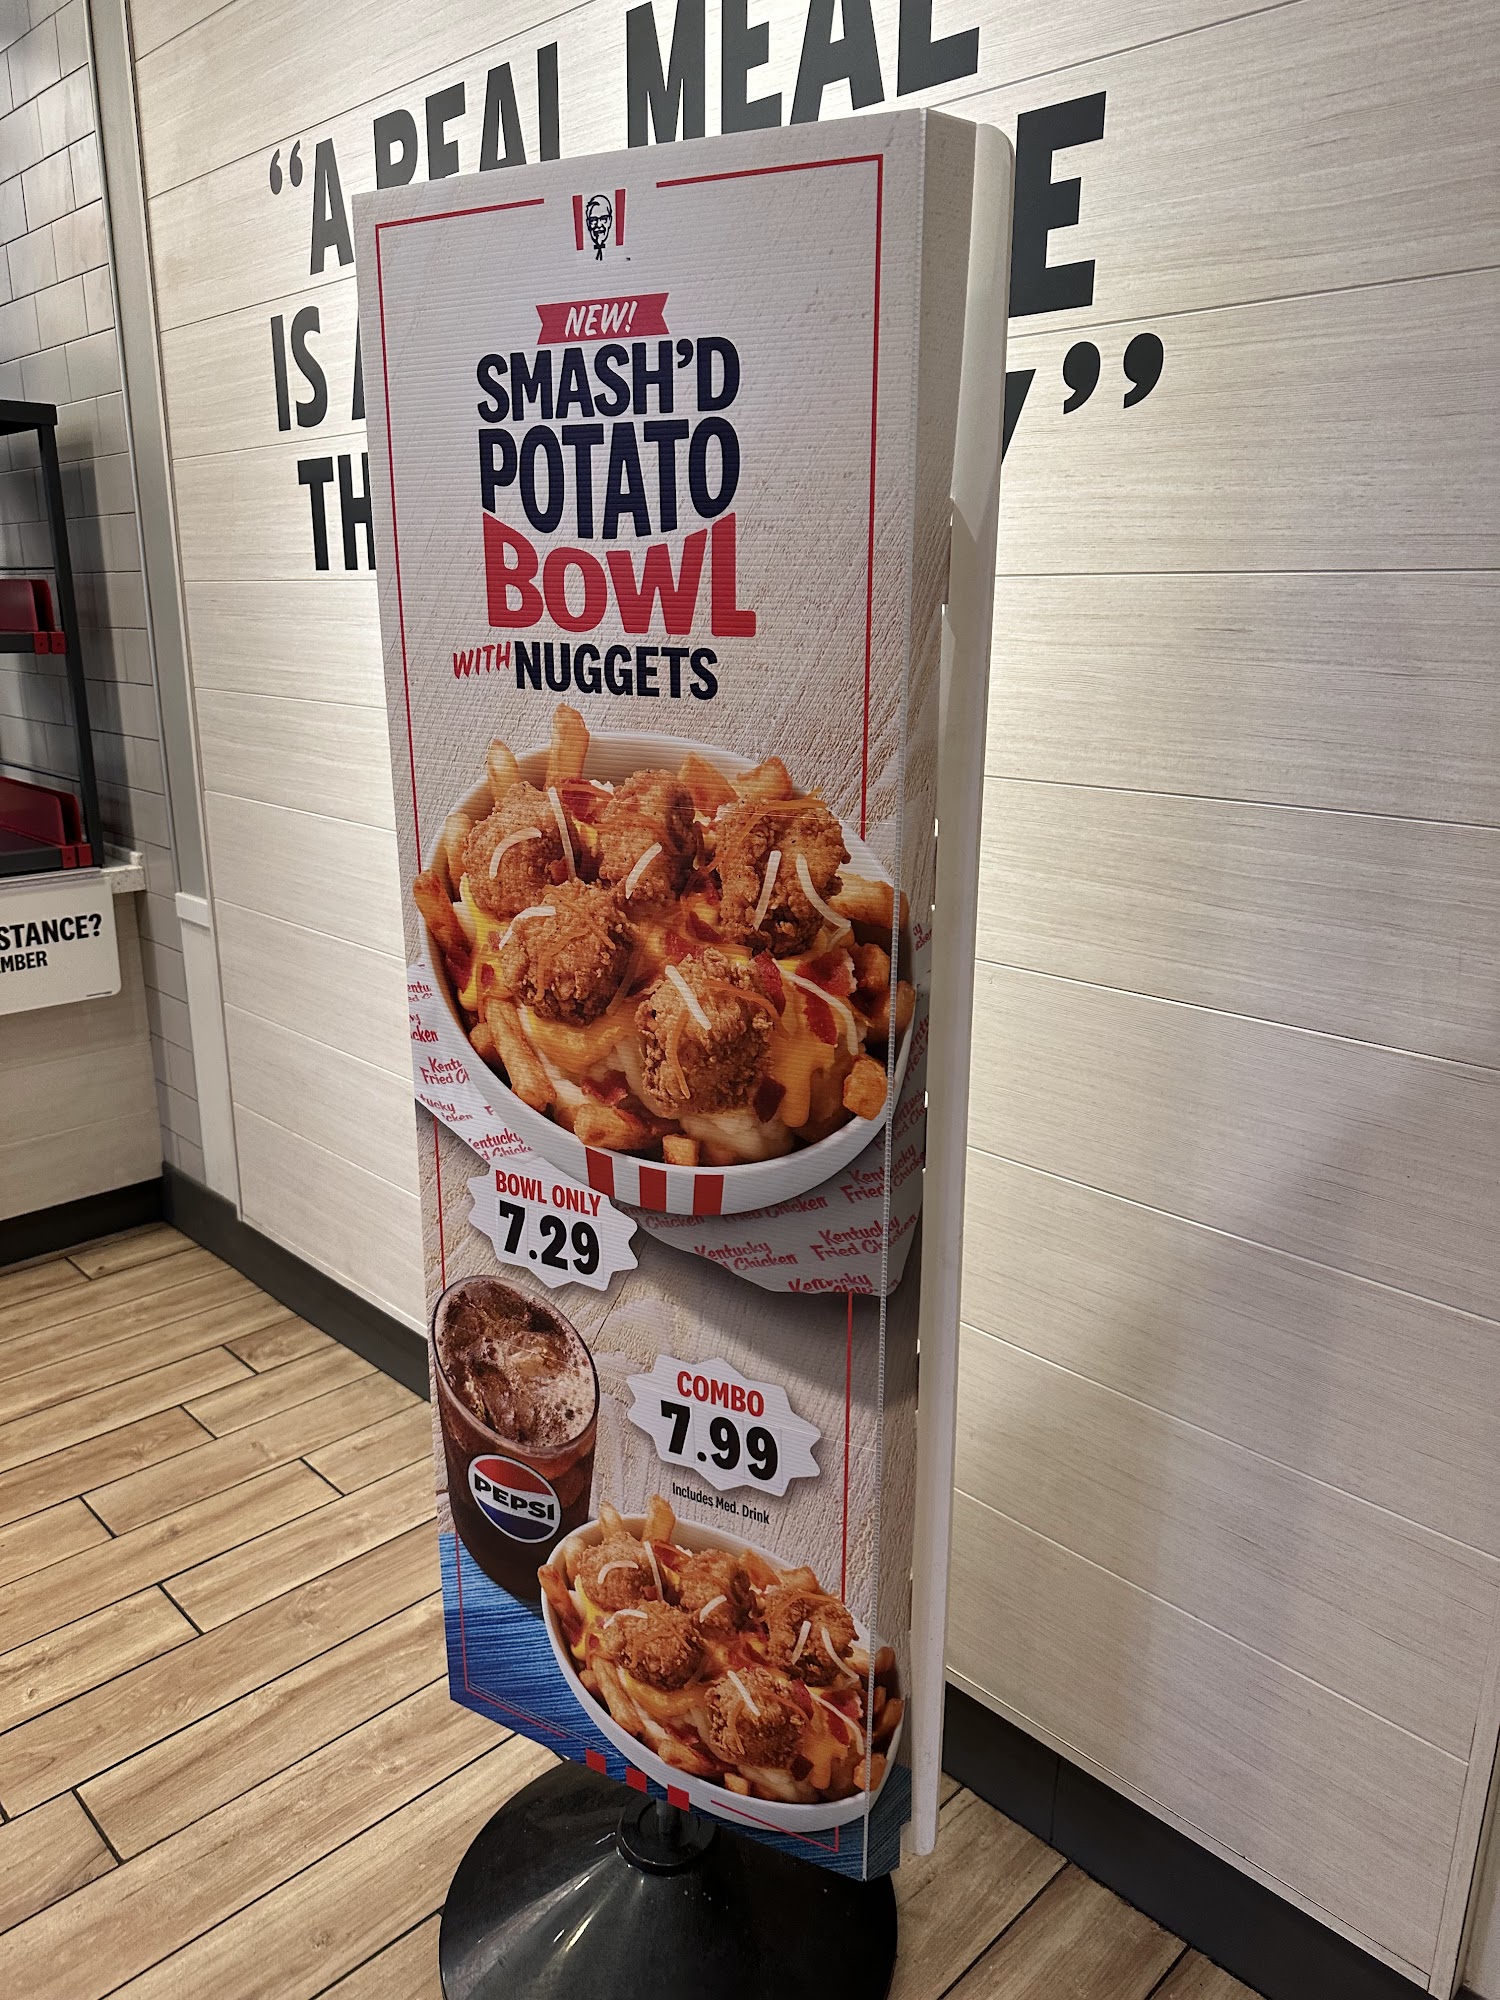 “A REAL MEAL
IS
NEW!
SMASH'D
POTATO
BOWL
WITH NUGGETS
STANCE?
MBER
Kentucky
Fried Chicken
BOWL ONLY
7.29
COMBO
7.99
Includes Med. Drink
PEPSI